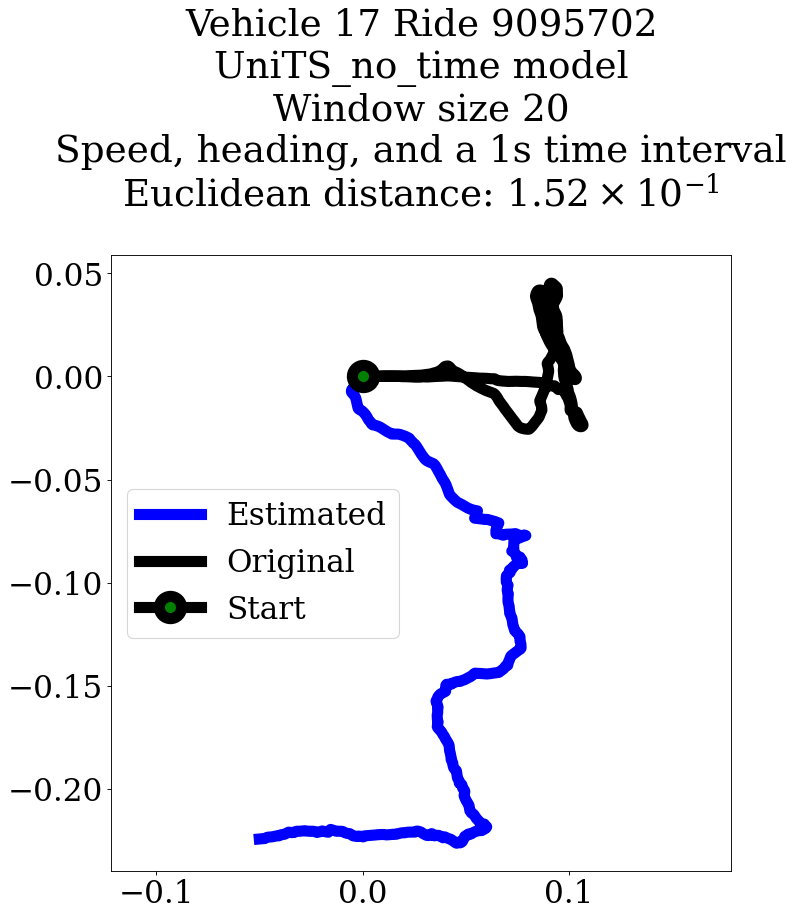 Vehicle 17 Ride 9095702
UniTS_no_time model
Window size 20
Speed, heading, and a 1s time interval
Euclidean distance: 1.52 × 10⁻¹
0.05
0.00
−0.05
−0.10
−0.15
−0.20
Estimated
Original
Start
−0.1
0.0
0.1